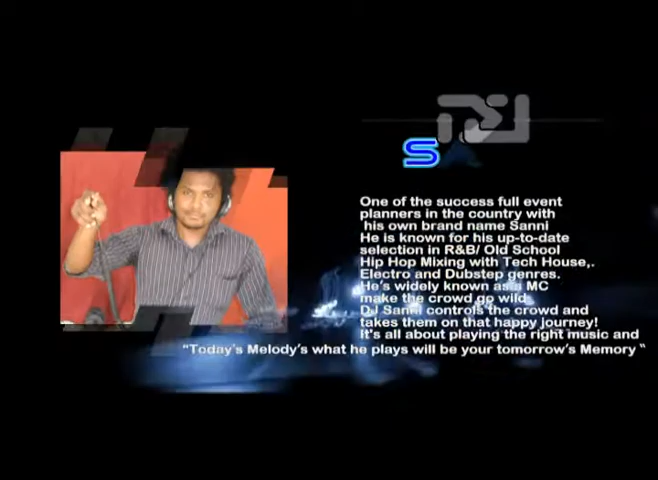 DJ
S
One of the success full event
planners in the country with
his own brand name Sanni
He is known for his up-to-date
selection in R&B/ Old School
Hip Hop Mixing with Tech House,.
Electro and Dubstep genres.
He's widely known as a MC
make the crowd go wild
DJ Sanni controls the crowd and
takes them on that happy journey!
It's all about playing the right music and
"Today's Melody's what he plays will be your tomorrow's Memory "